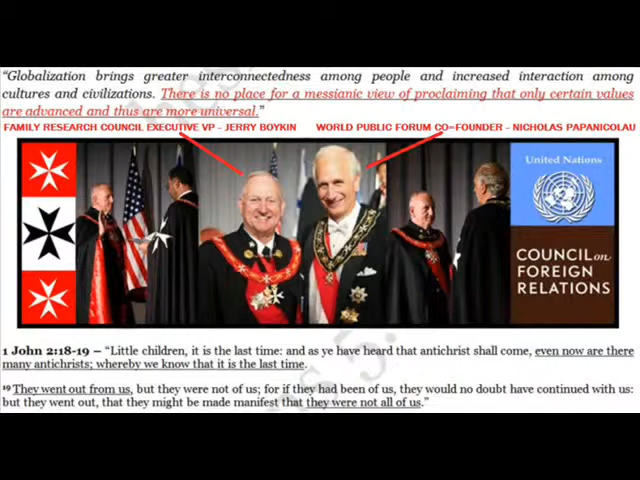 “Globalization brings greater interconnectedness among people and increased interaction among
cultures and civilizations. There is no place for a messianic view of proclaiming that only certain values
are advanced and thus are more universal.”
FAMILY RESEARCH COUNCIL EXECUTIVE VP - JERRY BOYKIN
WORLD PUBLIC FORUM CO-FOUNDER - NICHOLAS PAPANICOLAU
United Nations
COUNCIL on
FOREIGN
RELATIONS
1 John 2:18-19 – “Little children, it is the last time: and as ye have heard that antichrist shall come, even now are there
many antichrists; whereby we know that it is the last time.
19 They went out from us, but they were not of us; for if they had been of us, they would no doubt have continued with us:
but they went out, that they might be made manifest that they were not all of us.”